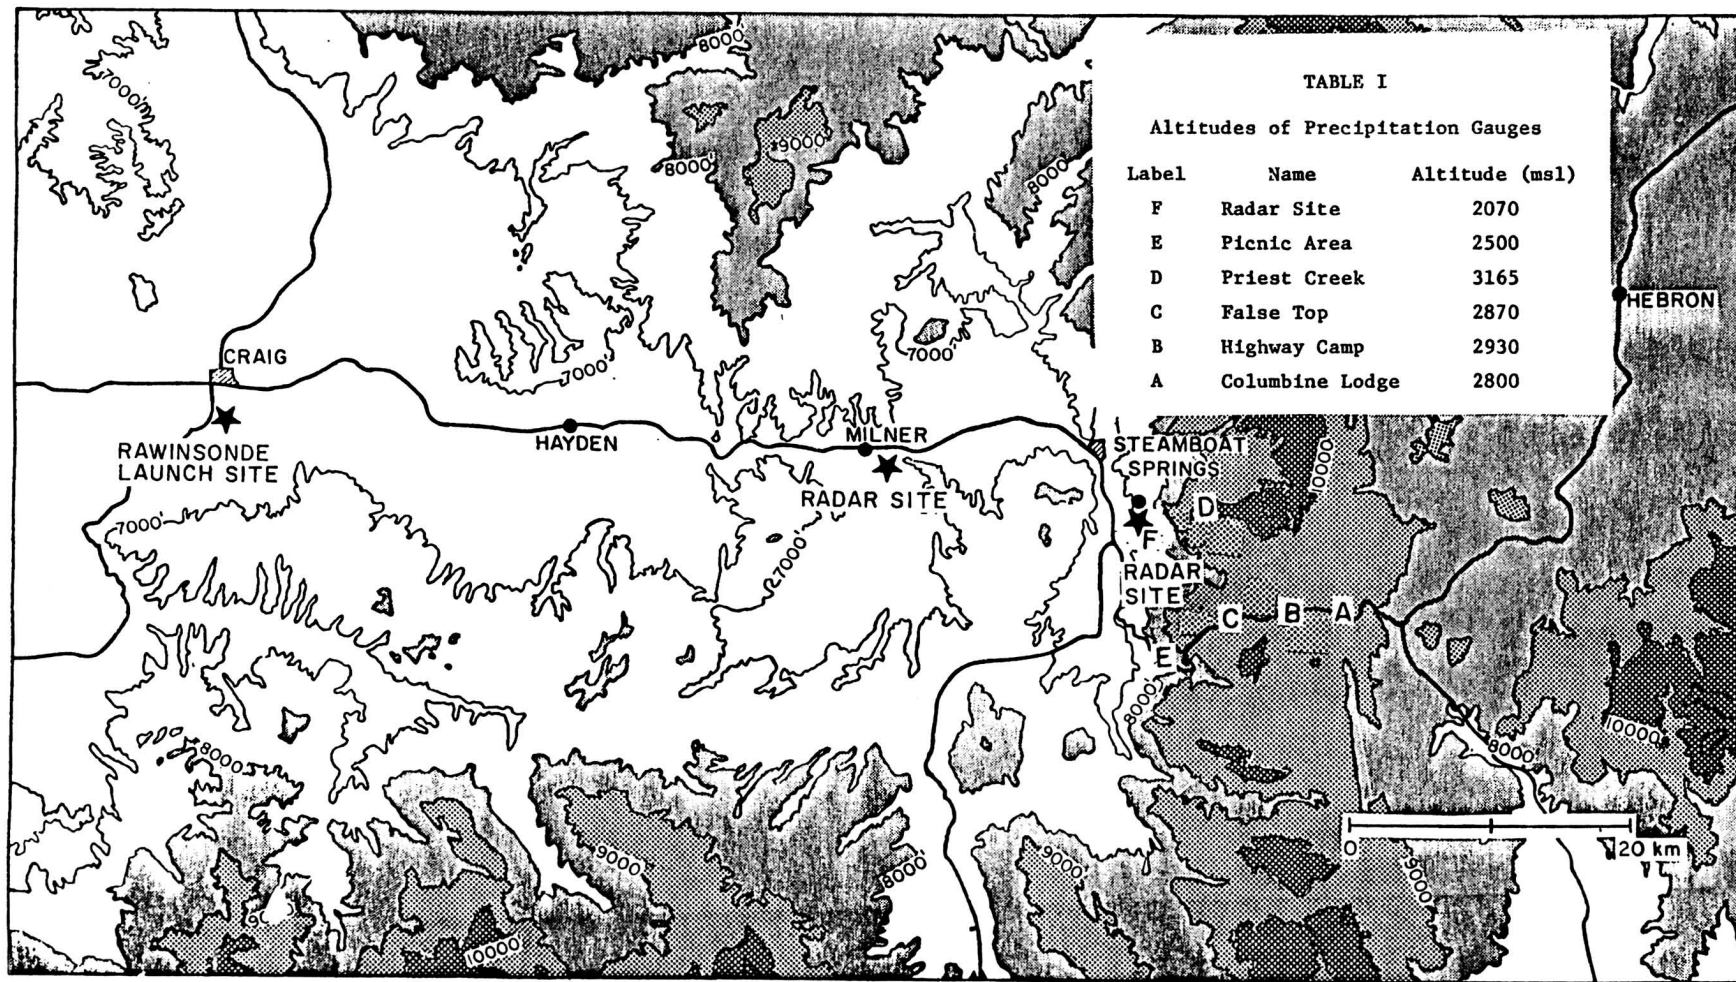 TABLE I
Altitudes of Precipitation Gauges
Label Name Altitude (msl)
F Radar Site 2070
E Picnic Area 2500
D Priest Creek 3165
C False Top 2870
B Highway Camp 2930
A Columbine Lodge 2800
8000'
7000'
9000'
8000'
8000'
HEBRON
CRAIG
7000'
7000'
RAWINSONDE
LAUNCH SITE
HAYDEN
MILNER
RADAR SITE
STEAMBOAT
SPRINGS
10000'
D
F
RADAR
SITE
7000'
7000'
C B A
E
8000'
8000'
8000'
10000'
0 20 km
9000'
8000'
9000'
9000'
10000'